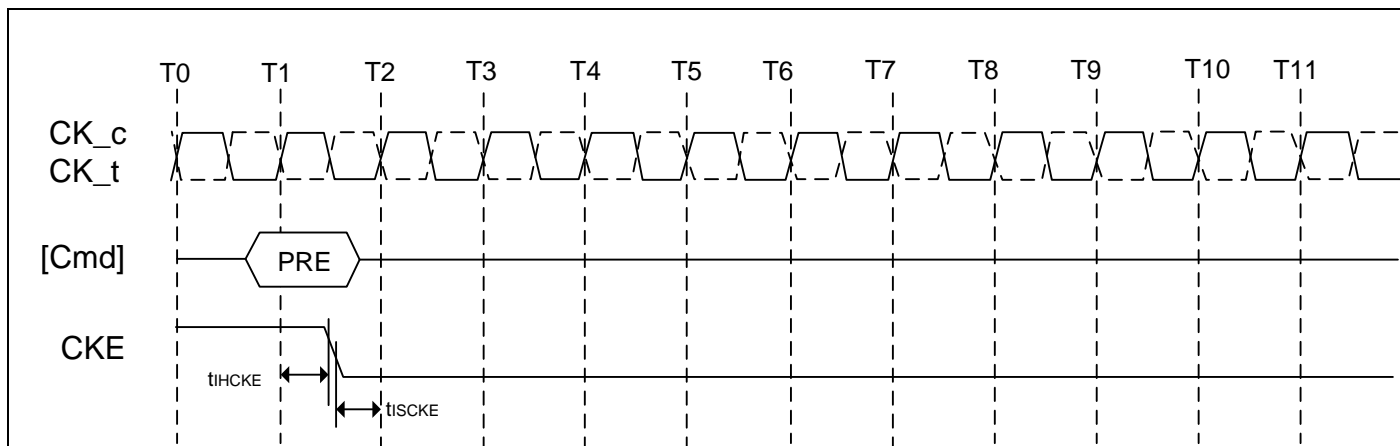 T0 T1 T2 T3 T4 T5 T6 T7 T8 T9 T10 T11
CK_c
CK_t
[Cmd] PRE
CKE
tIHCKE
tISCKE